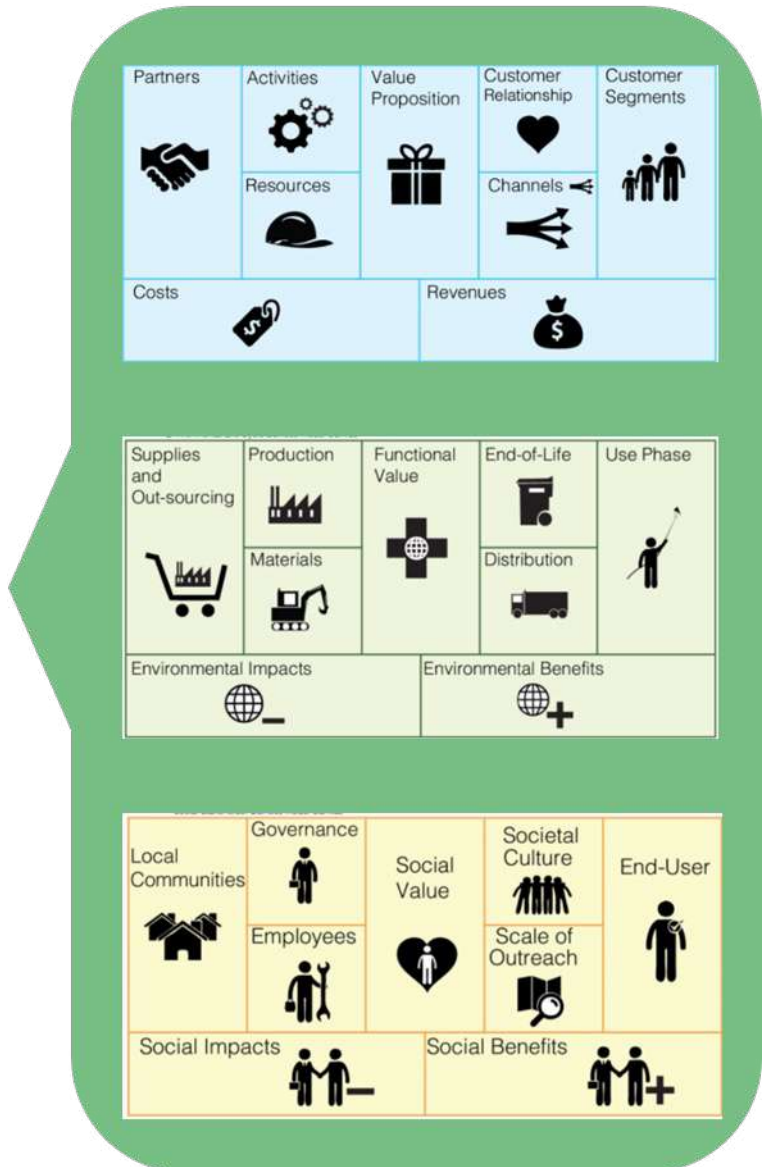 Partners
Activities
Value
Proposition
Customer
Relationship
Customer
Segments
Resources
Channels
Costs
$
Revenues
$
Supplies
and
Out-sourcing
Production
Functional
Value
End-of-Life
Use Phase
Materials
Distribution
Environmental Impacts
Environmental Benefits
Local
Communities
Governance
Social
Value
Societal
Culture
End-User
Employees
Scale of
Outreach
Social Impacts
Social Benefits